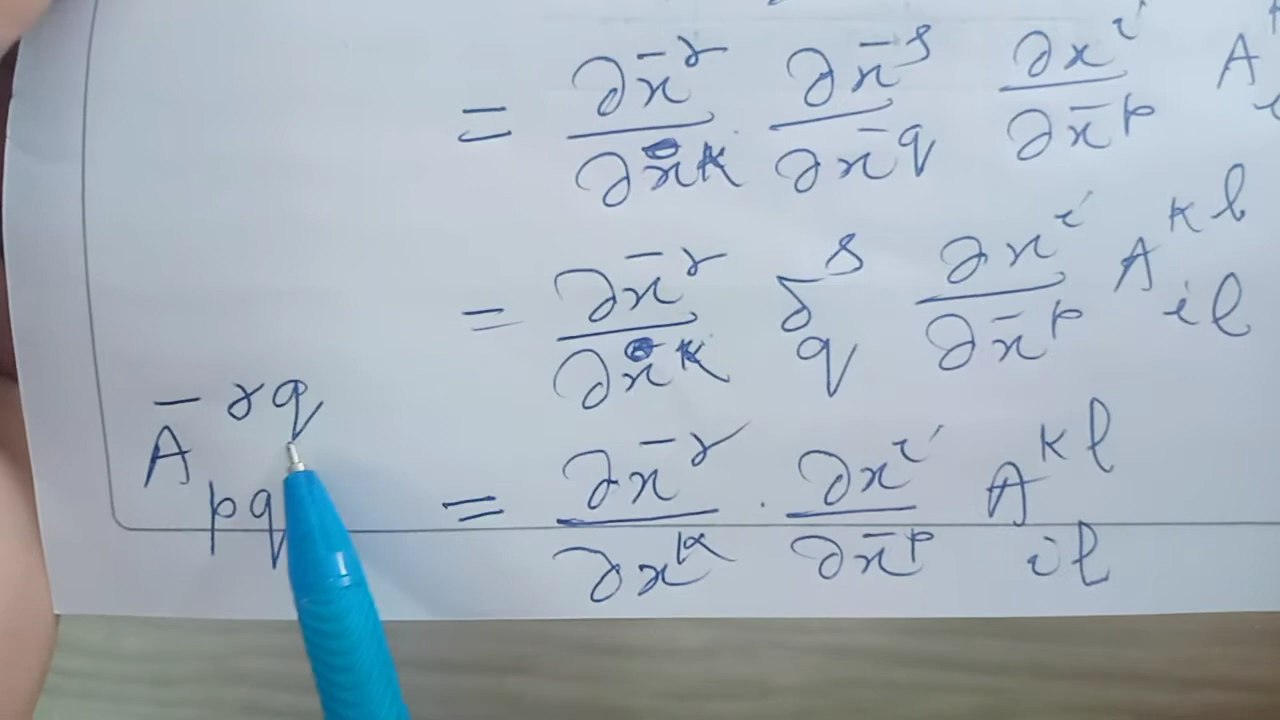 = ∂x̄^r/∂x^k ∂x̄^s/∂x̄^q ∂x^i/∂x̄^p A
= ∂x̄^r/∂x^k δ^s_q ∂x^i/∂x̄^p A^{kl}_{il}
Ā^{rq}_{pq} = ∂x̄^r/∂x^k · ∂x^i/∂x̄^p A^{kl}_{il}